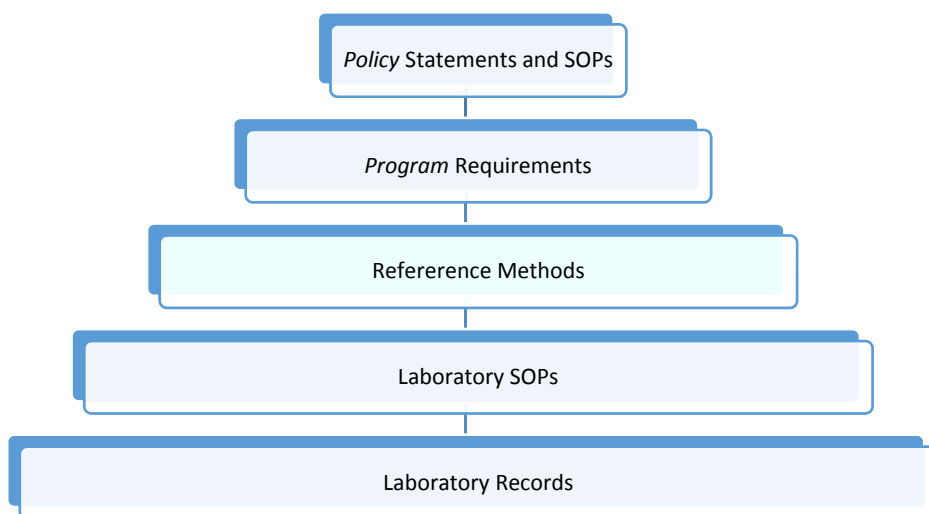 Policy Statements and SOPs
Program Requirements
Refererence Methods
Laboratory SOPs
Laboratory Records